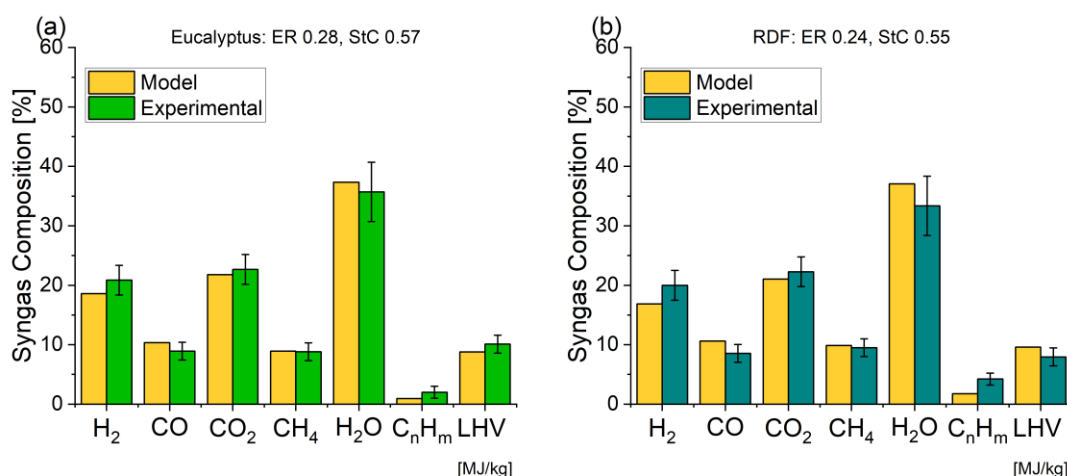 (a)
Eucalyptus: ER 0.28, StC 0.57
Syngas Composition [%]
60
50
40
30
20
10
0
Model
Experimental
H₂ CO CO₂ CH₄ H₂O CₙHₘ LHV
[MJ/kg]
(b)
RDF: ER 0.24, StC 0.55
Syngas Composition [%]
60
50
40
30
20
10
0
Model
Experimental
H₂ CO CO₂ CH₄ H₂O CₙHₘ LHV
[MJ/kg]